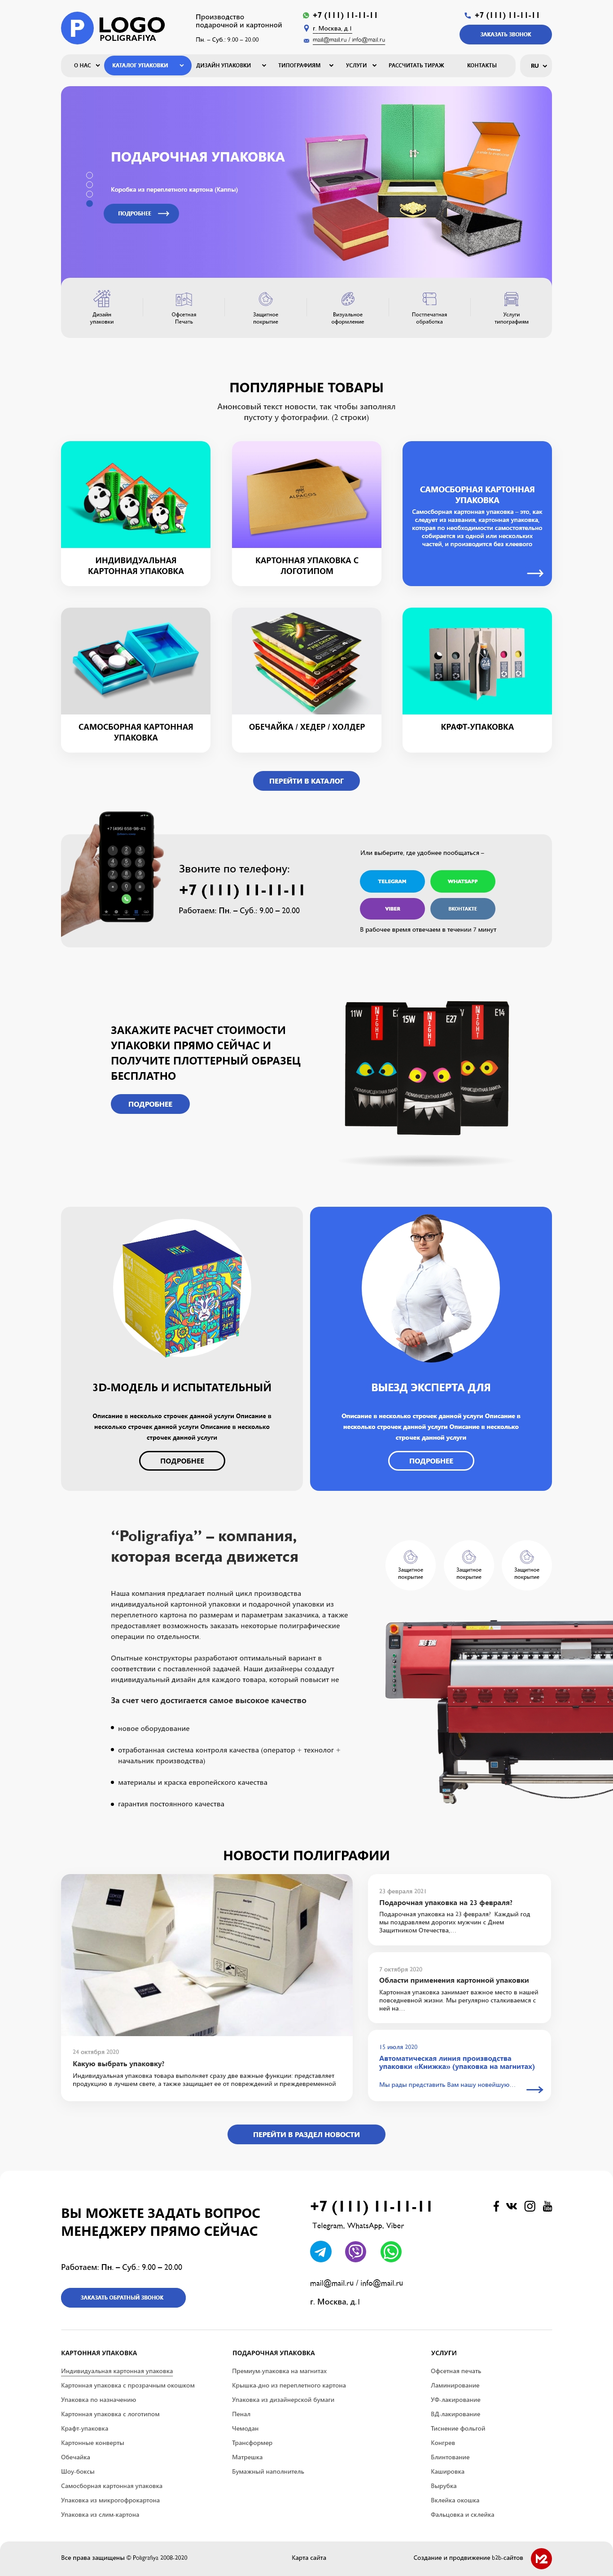 P LOGO
POLIGRAFIYA
Производство
подарочной и картонной
Пн. – Суб.: 9.00 – 20.00
+7 (111) 11-11-11
г. Москва, д.1
mail@mail.ru / info@mail.ru
+7 (111) 11-11-11
ЗАКАЗАТЬ ЗВОНОК
О НАС
КАТАЛОГ УПАКОВКИ
ДИЗАЙН УПАКОВКИ
ТИПОГРАФИЯМ
УСЛУГИ
РАССЧИТАТЬ ТИРАЖ
КОНТАКТЫ
RU
ПОДАРОЧНАЯ УПАКОВКА
Коробка из переплетного картона (Каппы)
ПОДРОБНЕЕ
Дизайн
упаковки
Офсетная
Печать
Защитное
покрытие
Визуальное
оформление
Постпечатная
обработка
Услуги
типографиям
ПОПУЛЯРНЫЕ ТОВАРЫ
Анонсовый текст новости, так чтобы заполнял
пустоту у фотографии. (2 строки)
ИНДИВИДУАЛЬНАЯ
КАРТОННАЯ УПАКОВКА
КАРТОННАЯ УПАКОВКА С
ЛОГОТИПОМ
САМОСБОРНАЯ КАРТОННАЯ
УПАКОВКА
Самосборная картонная упаковка – это, как
следует из названия, картонная упаковка,
которая по необходимости самостоятельно
собирается из одной или нескольких
частей, и производится без клеевого
САМОСБОРНАЯ КАРТОННАЯ
УПАКОВКА
ОБЕЧАЙКА / ХЕДЕР / ХОЛДЕР
КРАФТ-УПАКОВКА
ПЕРЕЙТИ В КАТАЛОГ
Звоните по телефону:
+7 (111) 11-11-11
Работаем: Пн. – Суб.: 9.00 – 20.00
Или выберите, где удобнее пообщаться –
TELEGRAM
WHATSAPP
VIBER
ВКОНТАКТЕ
В рабочее время отвечаем в течении 7 минут
ЗАКАЖИТЕ РАСЧЕТ СТОИМОСТИ
УПАКОВКИ ПРЯМО СЕЙЧАС И
ПОЛУЧИТЕ ПЛОТТЕРНЫЙ ОБРАЗЕЦ
БЕСПЛАТНО
ПОДРОБНЕЕ
11W
NIGHT
15W
NIGHT
E27
NIGHT
E14
3D-МОДЕЛЬ И ИСПЫТАТЕЛЬНЫЙ
Описание в несколько строчек данной услуги Описание в
несколько строчек данной услуги Описание в несколько
строчек данной услуги
ПОДРОБНЕЕ
ВЫЕЗД ЭКСПЕРТА ДЛЯ
Описание в несколько строчек данной услуги Описание в
несколько строчек данной услуги Описание в несколько
строчек данной услуги
ПОДРОБНЕЕ
“Poligrafiya” – компания,
которая всегда движется
Защитное
покрытие
Защитное
покрытие
Защитное
покрытие
Наша компания предлагает полный цикл производства
индивидуальной картонной упаковки и подарочной упаковки из
переплетного картона по размерам и параметрам заказчика, а также
предоставляет возможность заказать некоторые полиграфические
операции по отдельности.
Опытные конструкторы разработают оптимальный вариант в
соответствии с поставленной задачей. Наши дизайнеры создадут
индивидуальный дизайн для каждого товара, который повысит не
За счет чего достигается самое высокое качество
• новое оборудование
• отработанная система контроля качества (оператор + технолог +
начальник производства)
• материалы и краска европейского качества
• гарантия постоянного качества
НОВОСТИ ПОЛИГРАФИИ
24 октября 2020
Какую выбрать упаковку?
Индивидуальная упаковка товара выполняет сразу две важные функции: представляет
продукцию в лучшем свете, а также защищает ее от повреждений и преждевременной
23 февраля 2021
Подарочная упаковка на 23 февраля?
Подарочная упаковка на 23 февраля? Каждый год
мы поздравляем дорогих мужчин с Днем
Защитником Отечества,...
7 октября 2020
Области применения картонной упаковки
Картонная упаковка занимает важное место в нашей
повседневной жизни. Мы регулярно сталкиваемся с
ней на...
15 июля 2020
Автоматическая линия производства
упаковки «Книжка» (упаковка на магнитах)
Мы рады представить Вам нашу новейшую...
ПЕРЕЙТИ В РАЗДЕЛ НОВОСТИ
ВЫ МОЖЕТЕ ЗАДАТЬ ВОПРОС
МЕНЕДЖЕРУ ПРЯМО СЕЙЧАС
Работаем: Пн. – Суб.: 9.00 – 20.00
ЗАКАЗАТЬ ОБРАТНЫЙ ЗВОНОК
+7 (111) 11-11-11
Telegram, WhatsApp, Viber
mail@mail.ru / info@mail.ru
г. Москва, д.1
КАРТОННАЯ УПАКОВКА
Индивидуальная картонная упаковка
Картонная упаковка с прозрачным окошком
Упаковка по назначению
Картонная упаковка с логотипом
Крафт-упаковка
Картонные конверты
Обечайка
Шоу-боксы
Самосборная картонная упаковка
Упаковка из микрогофрокартона
Упаковка из слим-картона
ПОДАРОЧНАЯ УПАКОВКА
Премиум-упаковка на магнитах
Крышка-дно из переплетного картона
Упаковка из дизайнерской бумаги
Пенал
Чемодан
Трансформер
Матрешка
Бумажный наполнитель
УСЛУГИ
Офсетная печать
Ламинирование
УФ-лакирование
ВД-лакирование
Тиснение фольгой
Конгрев
Блинтование
Кашировка
Вырубка
Вклейка окошка
Фальцовка и склейка
Все права защищены © Poligrafiya 2008-2020
Карта сайта
Создание и продвижение b2b-сайтов